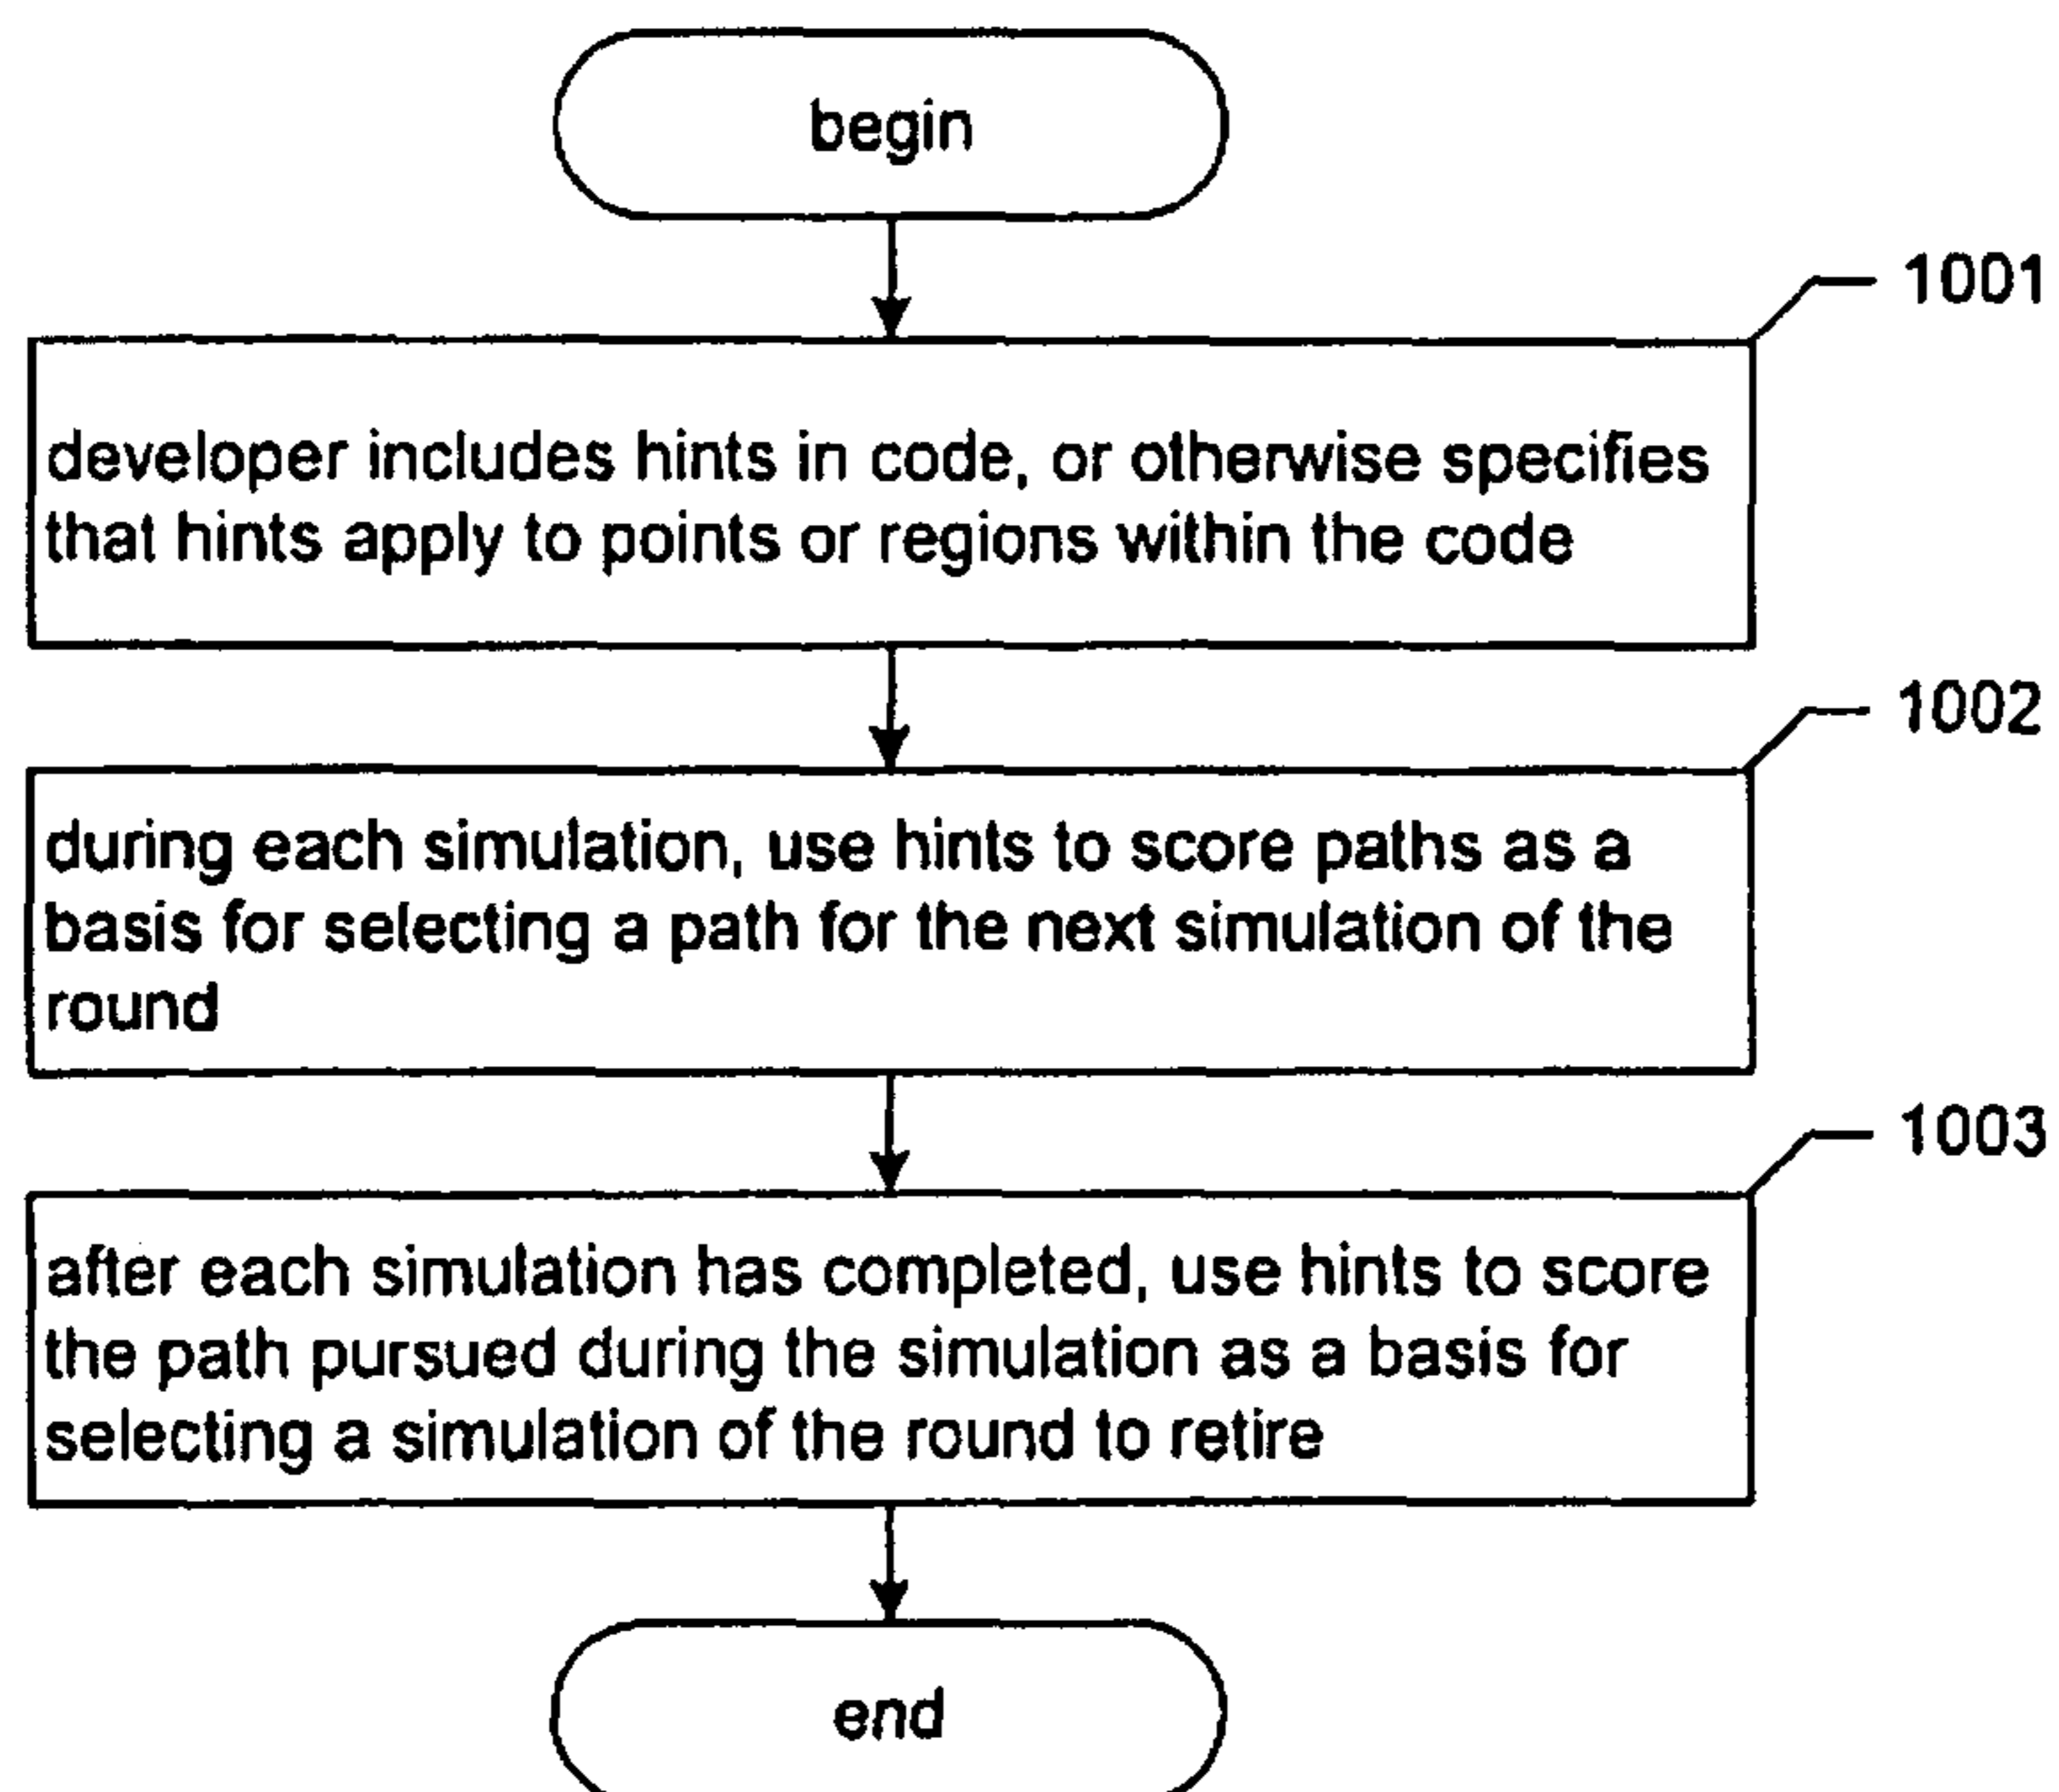 begin
1001
developer includes hints in code, or otherwise specifies
that hints apply to points or regions within the code
1002
during each simulation, use hints to score paths as a
basis for selecting a path for the next simulation of the
round
1003
after each simulation has completed, use hints to score
the path pursued during the simulation as a basis for
selecting a simulation of the round to retire
end